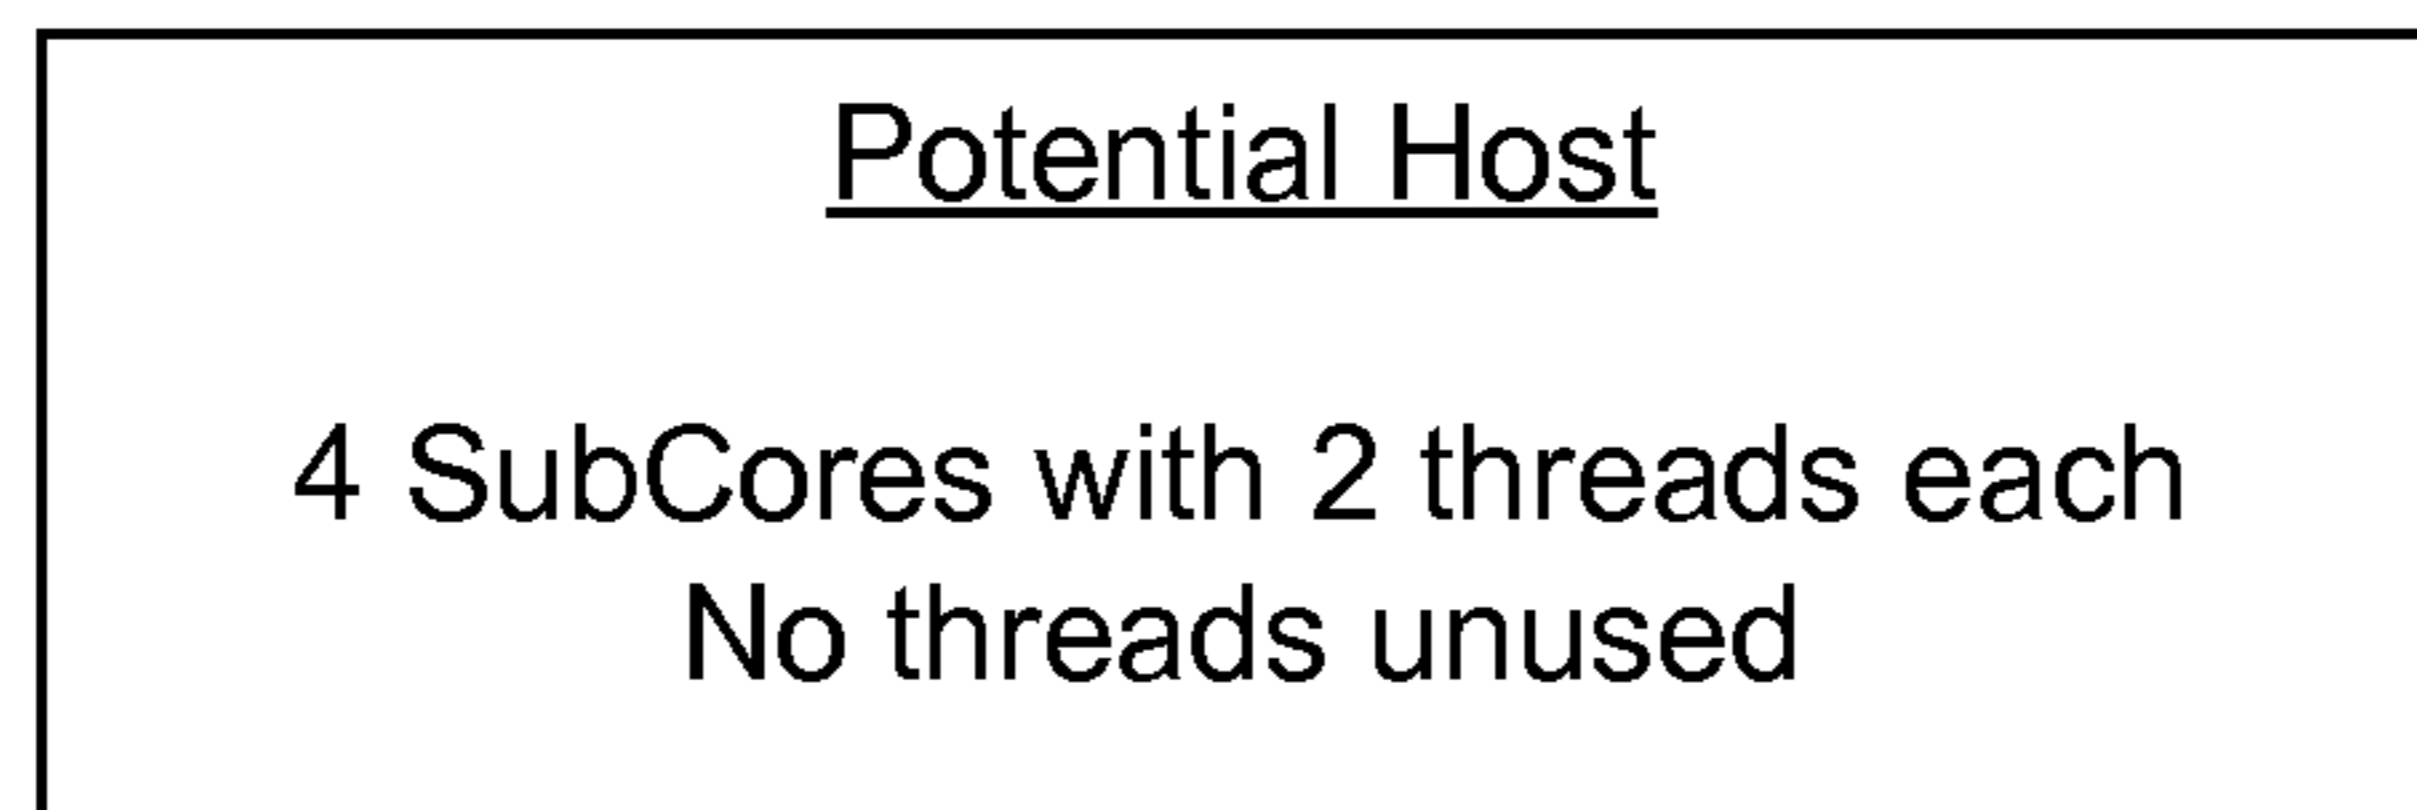 Potential Host
4 SubCores with 2 threads each
No threads unused